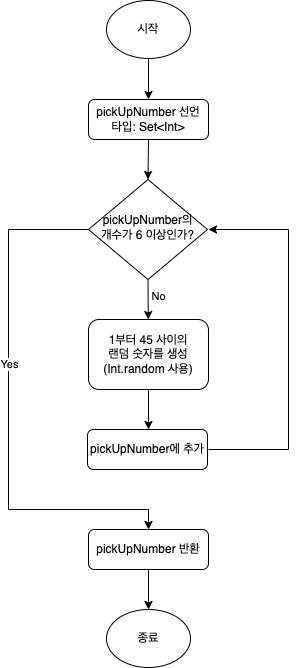 시작
pickUpNumber 선언
타입: Set<Int>
pickUpNumber의
개수가 6 이상인가?
No
1부터 45 사이의
랜덤 숫자를 생성
(Int.random 사용)
Yes
pickUpNumber에 추가
pickUpNumber 반환
종료